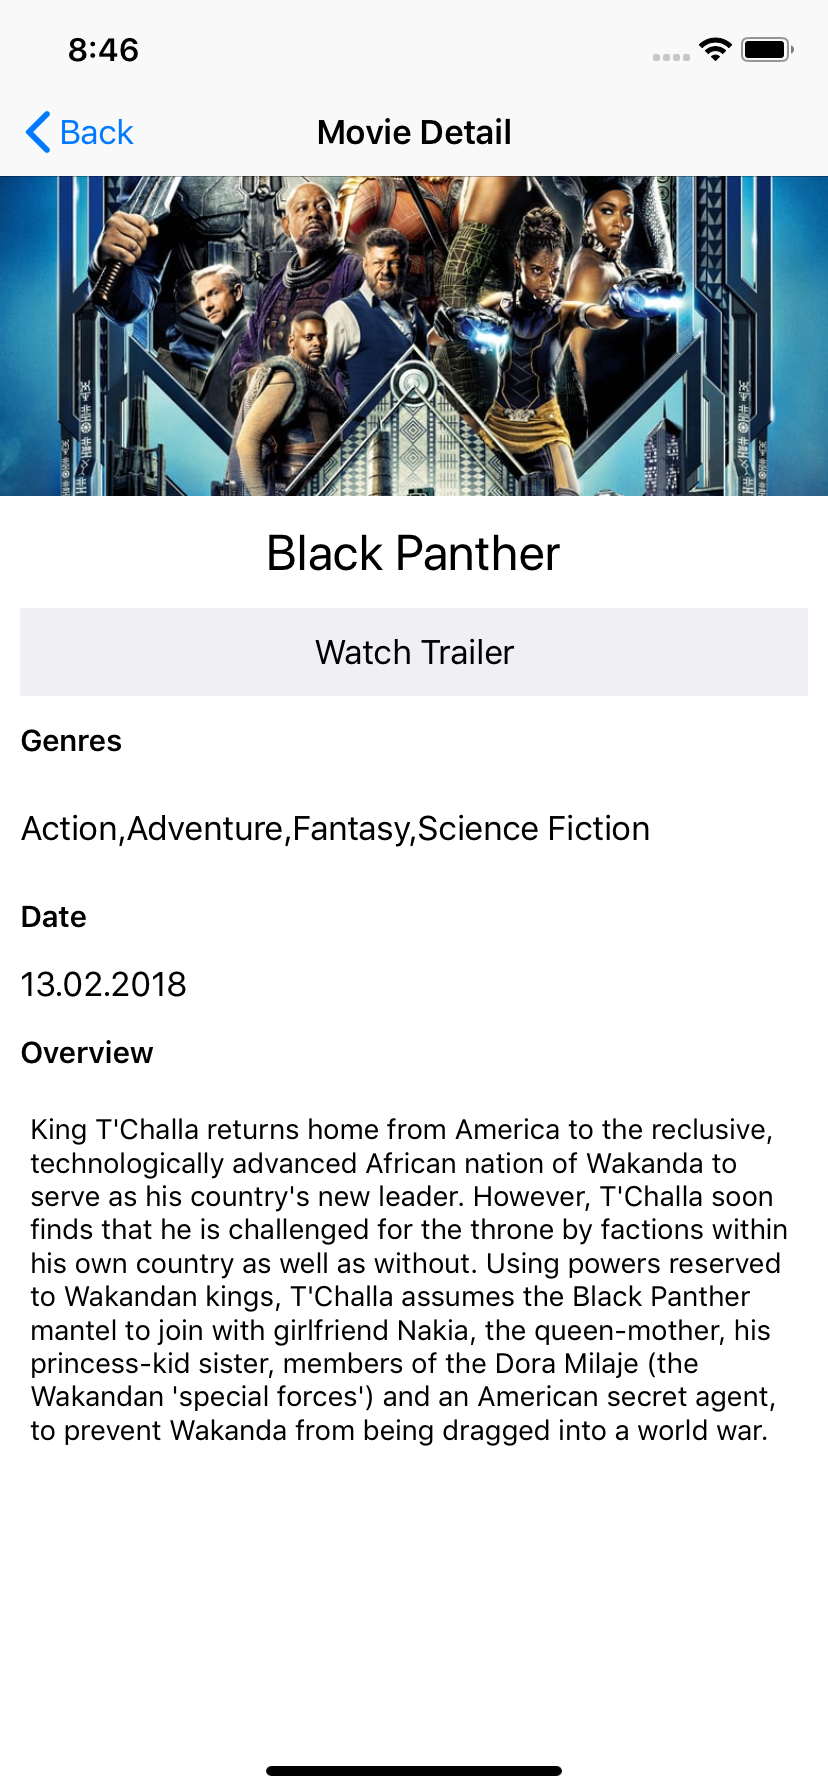 8:46
Back
Movie Detail
Black Panther
Watch Trailer
Genres
Action,Adventure,Fantasy,Science Fiction
Date
13.02.2018
Overview
King T'Challa returns home from America to the reclusive,
technologically advanced African nation of Wakanda to
serve as his country's new leader. However, T'Challa soon
finds that he is challenged for the throne by factions within
his own country as well as without. Using powers reserved
to Wakandan kings, T'Challa assumes the Black Panther
mantel to join with girlfriend Nakia, the queen-mother, his
princess-kid sister, members of the Dora Milaje (the
Wakandan 'special forces') and an American secret agent,
to prevent Wakanda from being dragged into a world war.